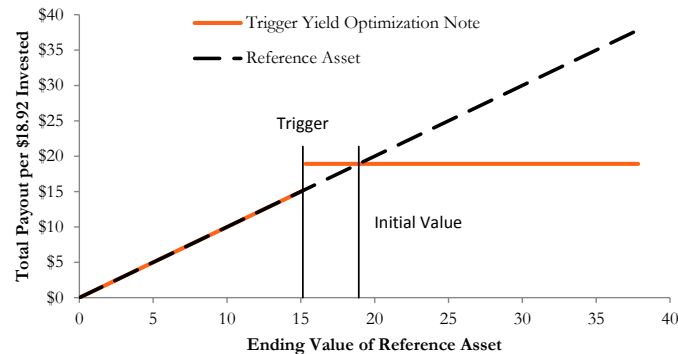 Trigger Yield Optimization Note
Reference Asset
Total Payout per $18.92 Invested
$40
$35
$30
$25
$20
$15
$10
$5
$0
Trigger
Initial Value
0 5 10 15 20 25 30 35 40
Ending Value of Reference Asset